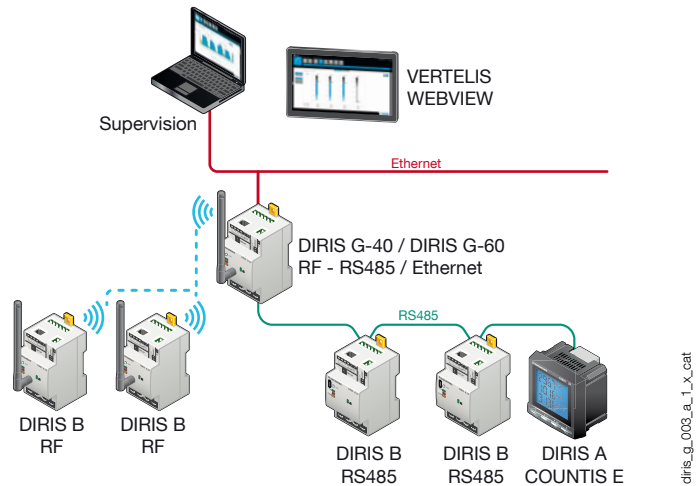 VERTELIS
WEBVIEW
Supervision
Ethernet
DIRIS G-40 / DIRIS G-60
RF - RS485 / Ethernet
RS485
DIRIS B
RF
DIRIS B
RF
DIRIS B
RS485
DIRIS B
RS485
DIRIS A
COUNTIS E
diris_g_003_a_1_x_cat